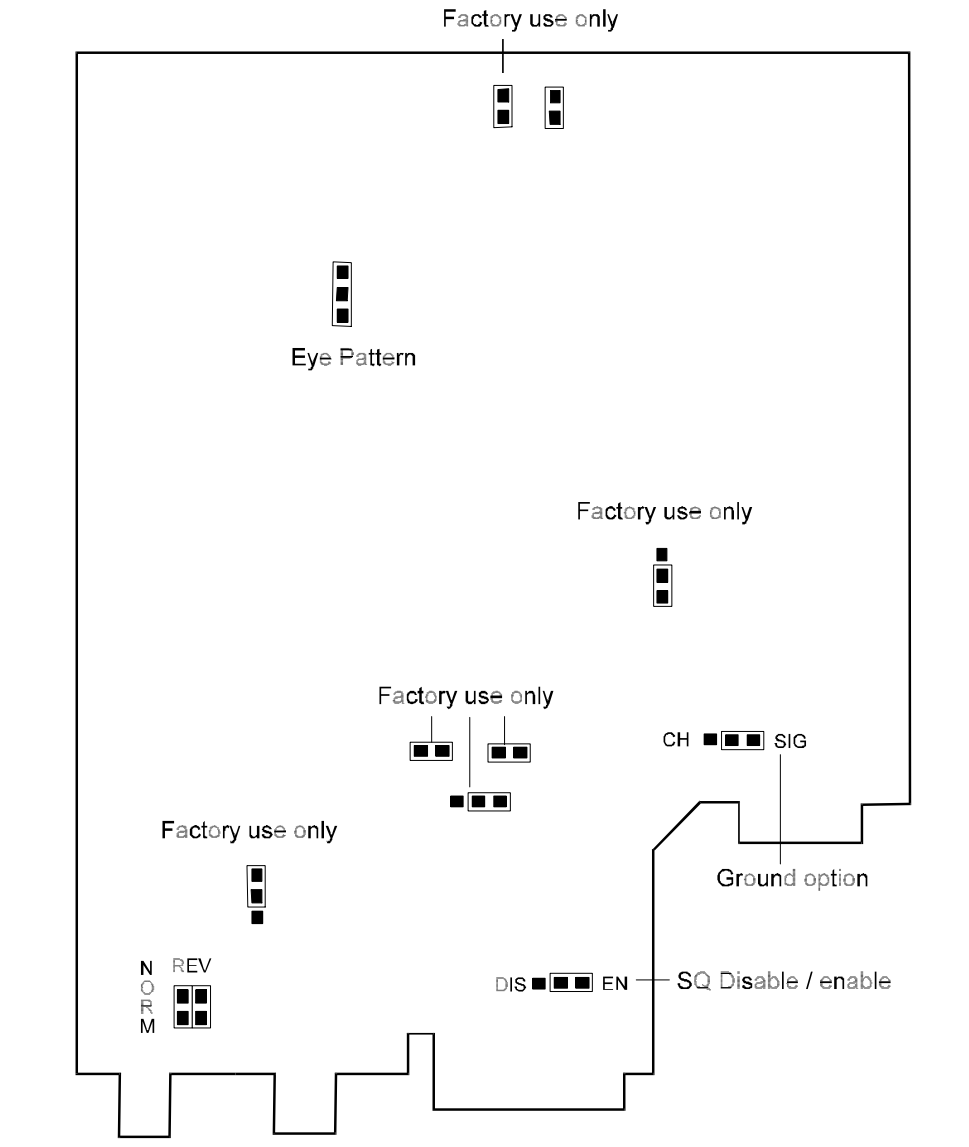 Factory use only
Eye Pattern
Factory use only
Factory use only
CH SIG
Factory use only
Ground option
NORM REV
DIS EN SQ Disable / enable